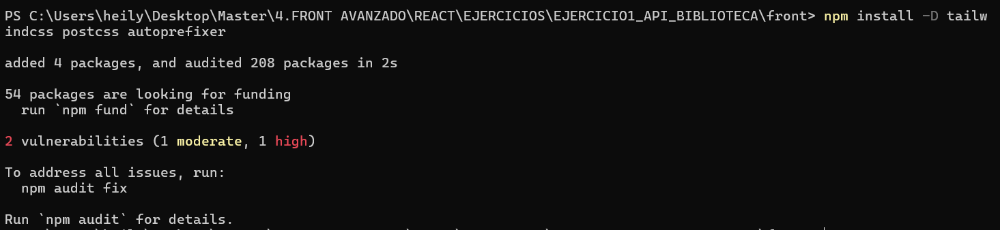 PS C:\Users\heily\Desktop\Master\4.FRONT AVANZADO\REACT\EJERCICIOS\EJERCICIO1_API_BIBLIOTECA\front> npm install -D tailw
indcss postcss autoprefixer
added 4 packages, and audited 208 packages in 2s
54 packages are looking for funding
  run `npm fund` for details
2 vulnerabilities (1 moderate, 1 high)
To address all issues, run:
  npm audit fix
Run `npm audit` for details.